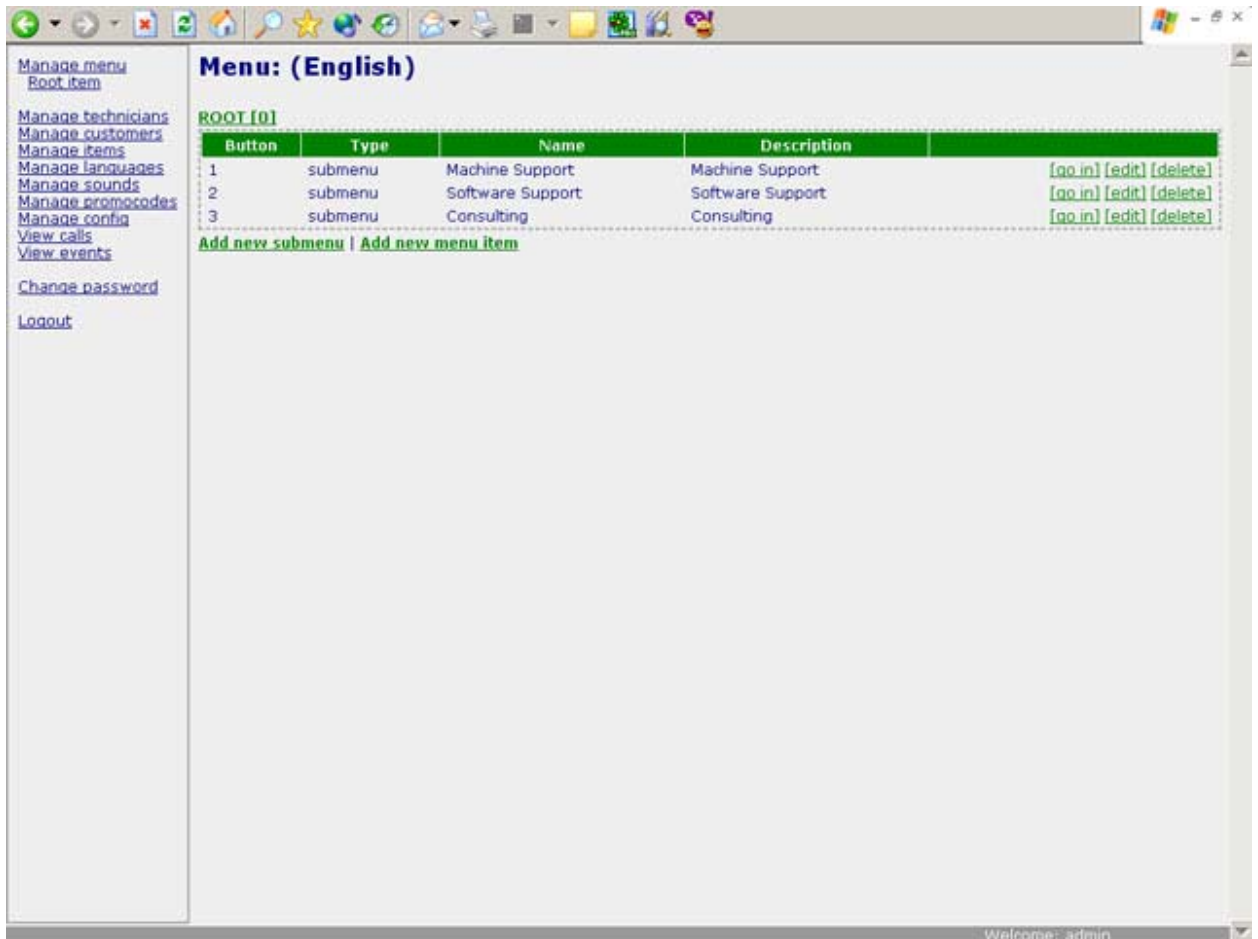 Manage menu
Root item
Manage technicians
Manage customers
Manage items
Manage languages
Manage sounds
Manage promocodes
Manage config
View calls
View events
Change password
Logout
Menu: (English)
ROOT [0]
Button Type Name Description
1 submenu Machine Support Machine Support [go in] [edit] [delete]
2 submenu Software Support Software Support [go in] [edit] [delete]
3 submenu Consulting Consulting [go in] [edit] [delete]
Add new submenu | Add new menu item
Welcome: admin